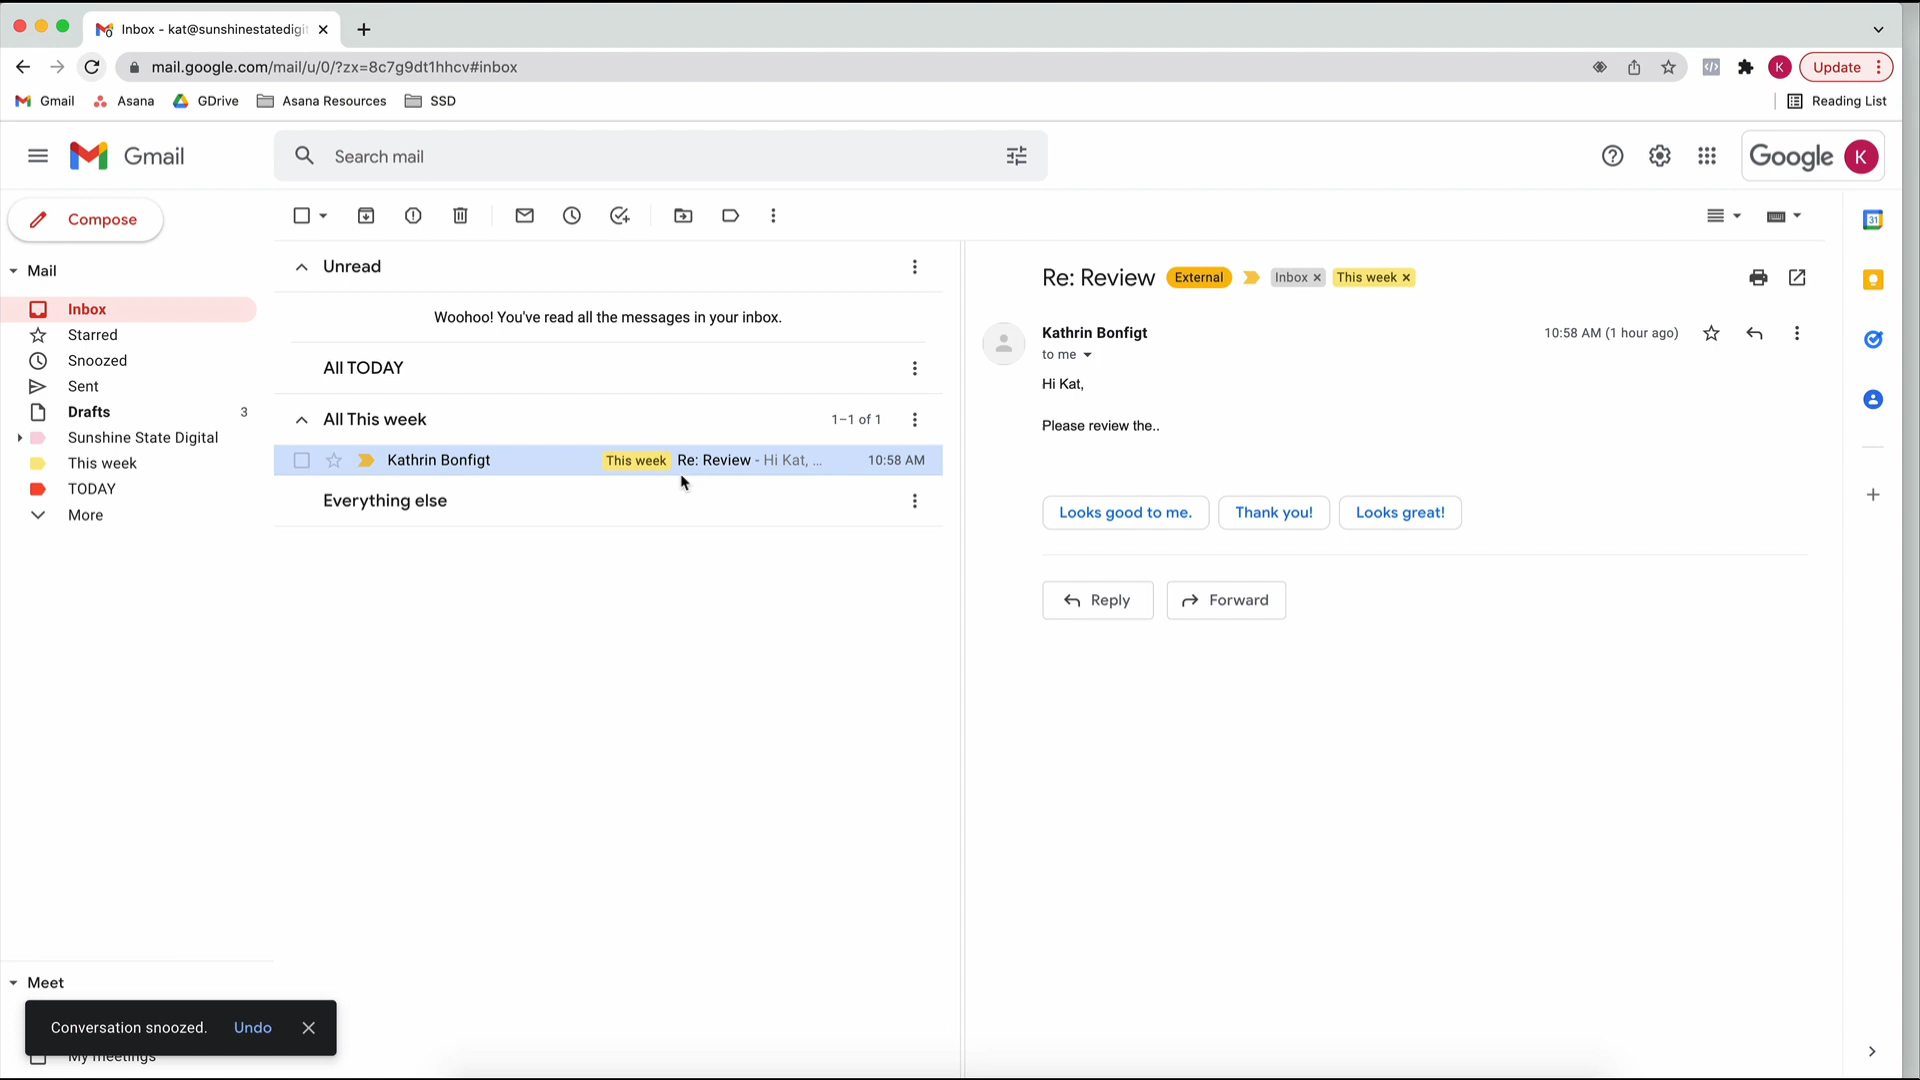 Inbox - kat@sunshinestatedigit
mail.google.com/mail/u/0/?zx=8c7g9dt1hhcv#inbox
K
Update
Gmail
Asana
GDrive
Asana Resources
SSD
Reading List
Gmail
Search mail
Google
K
Compose
31
Mail
Unread
Re: Review
External
Inbox ×
This week ×
Inbox
Woohoo! You've read all the messages in your inbox.
Starred
Kathrin Bonfigt
10:58 AM (1 hour ago)
Snoozed
to me
All TODAY
Sent
Hi Kat,
Drafts
3
All This week
1–1 of 1
Please review the..
Sunshine State Digital
This week
Kathrin Bonfigt
This week
Re: Review - Hi Kat, ...
10:58 AM
TODAY
Everything else
Looks good to me.
Thank you!
Looks great!
More
Reply
Forward
Meet
Conversation snoozed.
Undo
My meetings